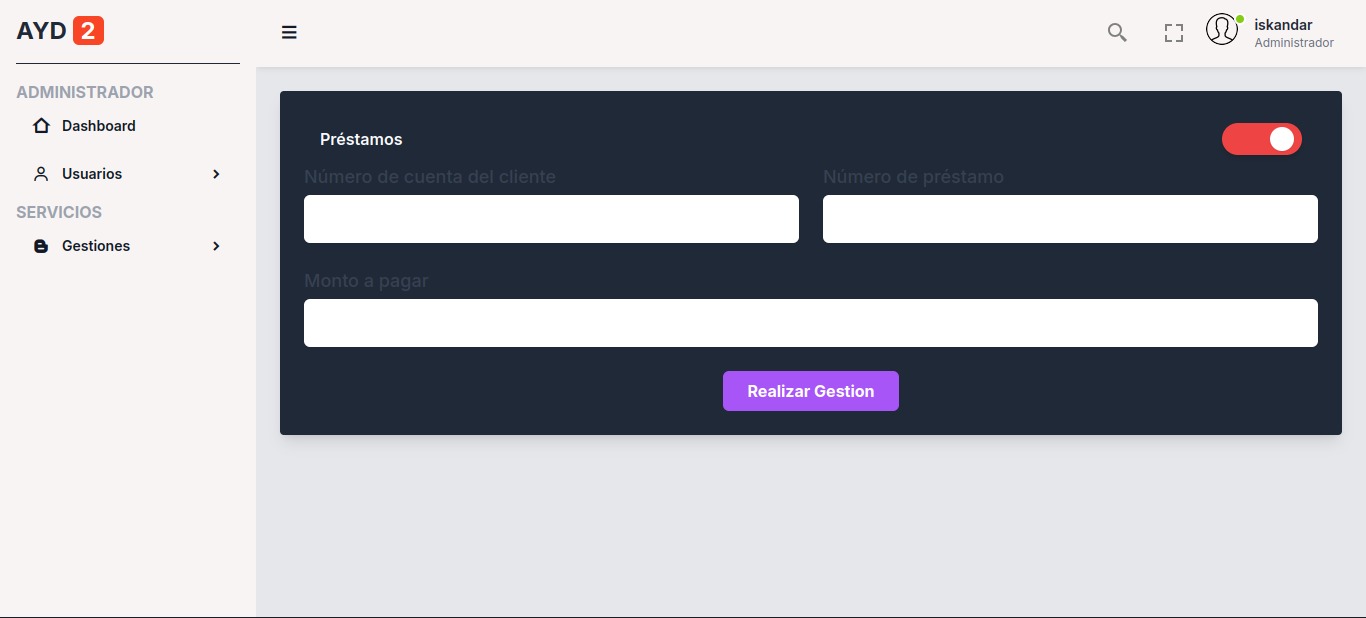 AYD 2
iskandar
Administrador
ADMINISTRADOR
Dashboard
Usuarios
SERVICIOS
Gestiones
Préstamos
Número de cuenta del cliente
Número de préstamo
Monto a pagar
Realizar Gestion